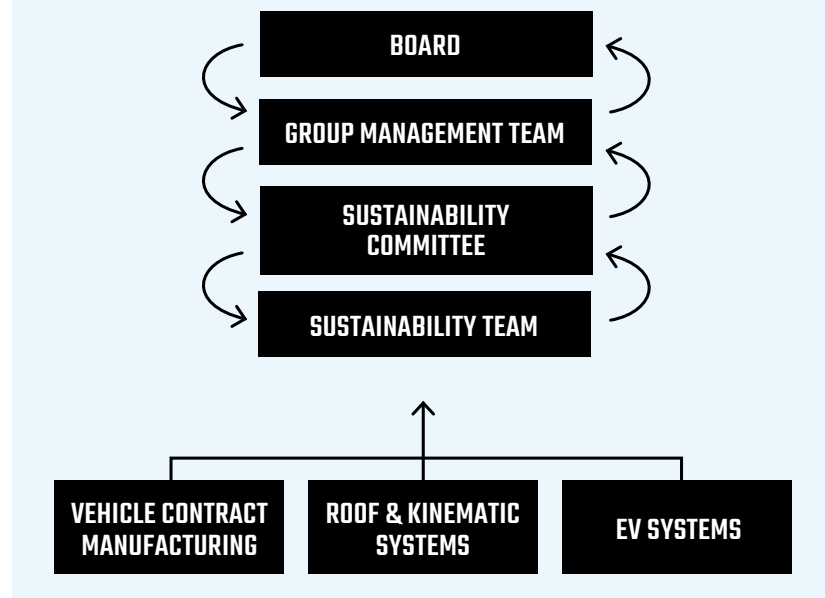 BOARD
GROUP MANAGEMENT TEAM
SUSTAINABILITY
COMMITTEE
SUSTAINABILITY TEAM
VEHICLE CONTRACT
MANUFACTURING
ROOF & KINEMATIC
SYSTEMS
EV SYSTEMS